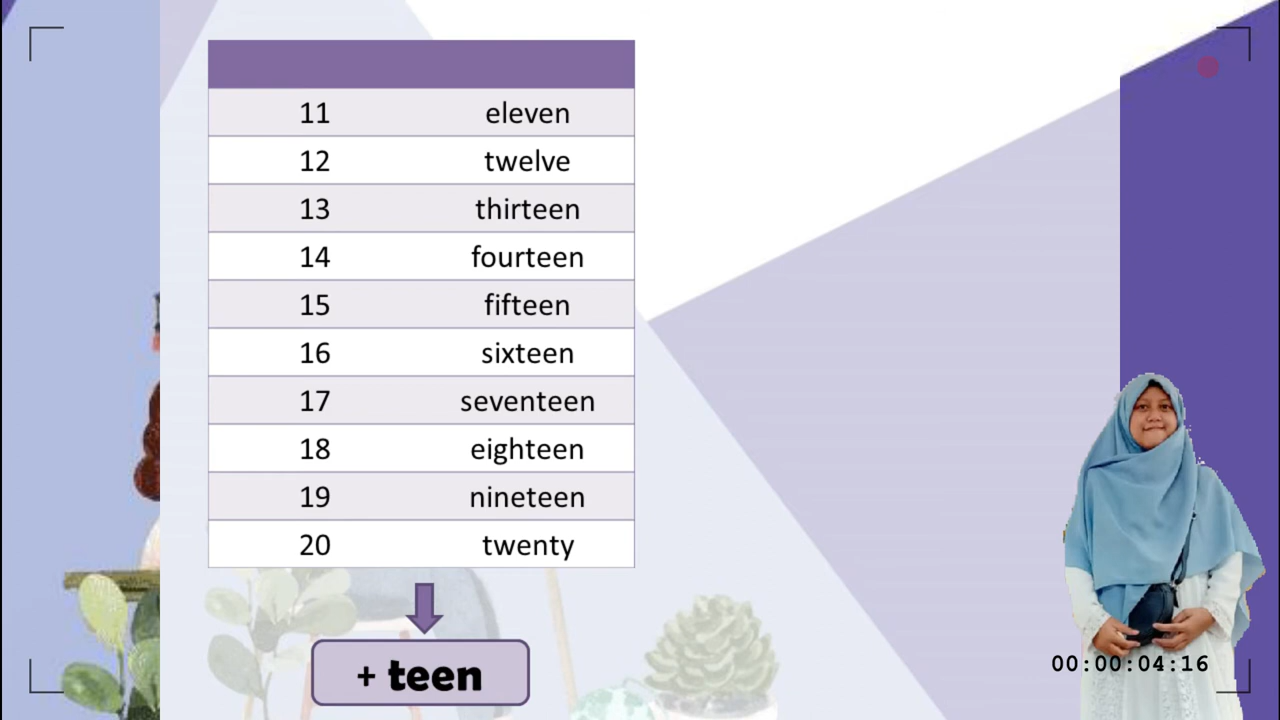 11 eleven
12 twelve
13 thirteen
14 fourteen
15 fifteen
16 sixteen
17 seventeen
18 eighteen
19 nineteen
20 twenty
+ teen
00:00:04:16